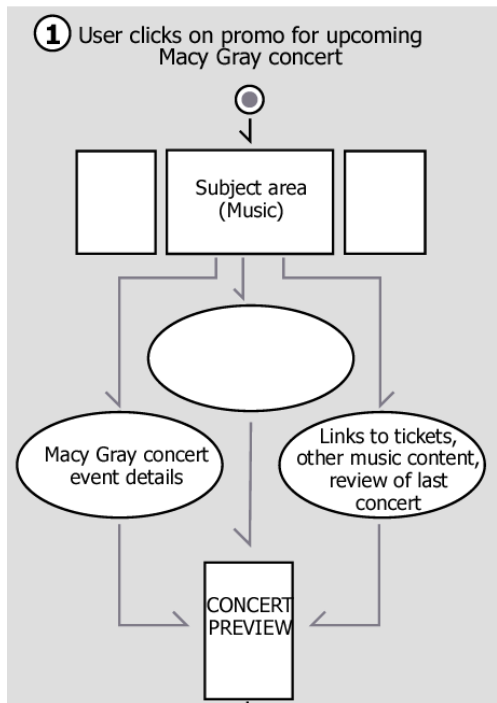 1 User clicks on promo for upcoming
Macy Gray concert
Subject area
(Music)
Macy Gray concert
event details
Links to tickets,
other music content,
review of last
concert
CONCERT
PREVIEW